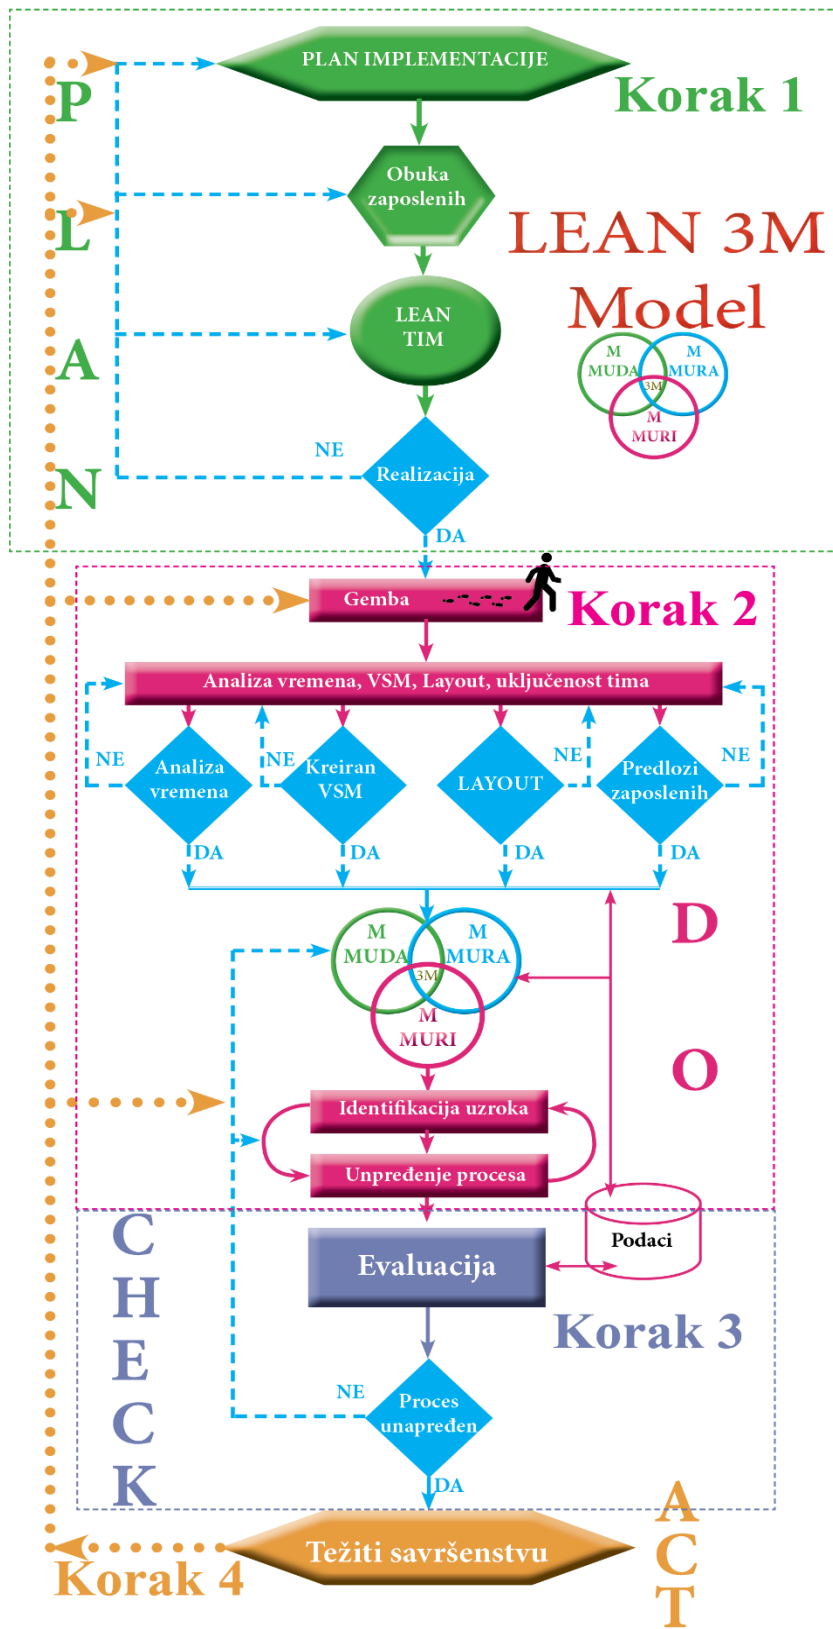 PLAN IMPLEMENTACIJE
Korak 1
P
L
A
N
Obuka
zaposlenih
LEAN 3M
Model
LEAN
TIM
M
MUDA
M
MURA
3M
M
MURI
NE
Realizacija
DA
Gemba
Korak 2
Analiza vremena, VSM, Layout, uključenost tima
NE
Analiza
vremena
NE
Kreiran
VSM
LAYOUT
NE
Predlozi
zaposlenih
NE
DA
DA
DA
DA
D
O
M
MUDA
M
MURA
3M
M
MURI
Identifikacija uzroka
Unpređenje procesa
C
H
E
C
K
Podaci
Evaluacija
Korak 3
NE
Proces
unapređen
DA
A
C
T
Težiti savršenstvu
Korak 4